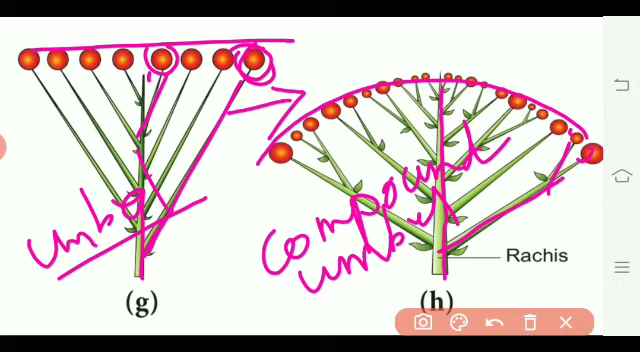 umbel
compound
umbel
Rachis
(g)
(h)